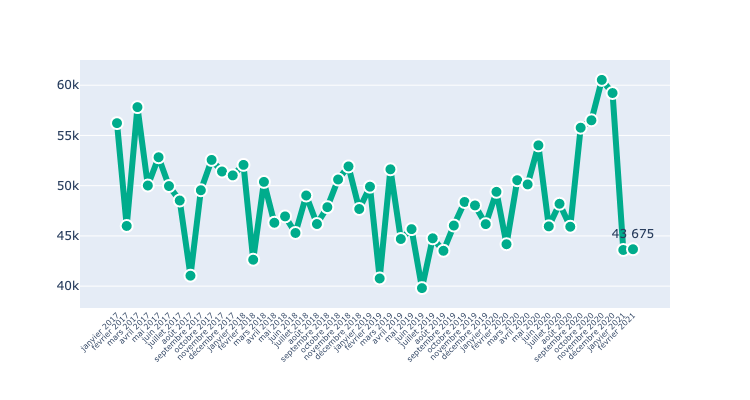 60k
55k
50k
45k
40k
43 675
janvier 2017
février 2017
mars 2017
avril 2017
mai 2017
juin 2017
juillet 2017
août 2017
septembre 2017
octobre 2017
novembre 2017
décembre 2017
janvier 2018
février 2018
mars 2018
avril 2018
mai 2018
juin 2018
juillet 2018
août 2018
septembre 2018
octobre 2018
novembre 2018
décembre 2018
janvier 2019
février 2019
mars 2019
avril 2019
mai 2019
juin 2019
juillet 2019
août 2019
septembre 2019
octobre 2019
novembre 2019
décembre 2019
janvier 2020
février 2020
mars 2020
avril 2020
mai 2020
juin 2020
juillet 2020
août 2020
septembre 2020
octobre 2020
novembre 2020
décembre 2020
janvier 2021
février 2021